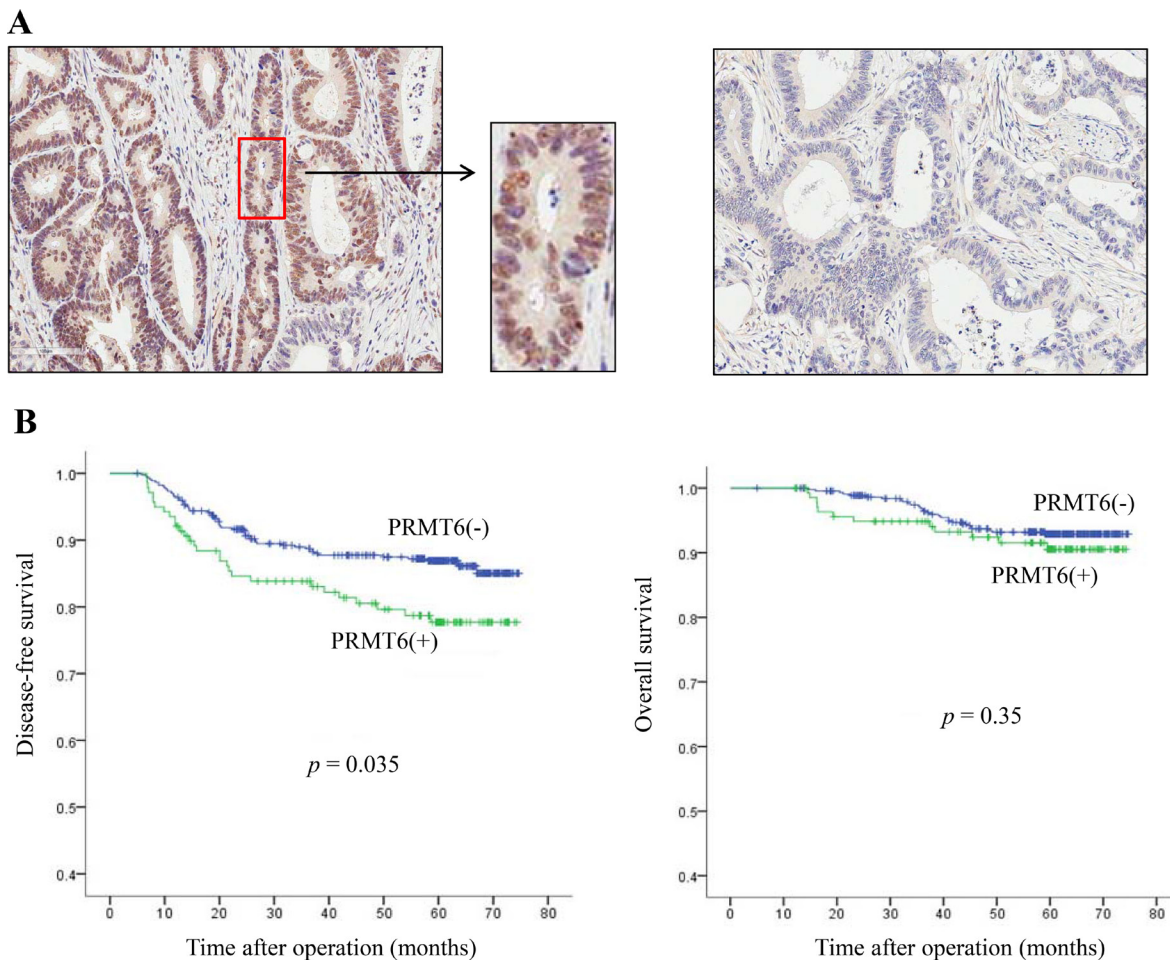 A
B
1.0
0.9
0.8
0.7
0.6
0.5
0.4
Disease-free survival
PRMT6(-)
PRMT6(+)
p = 0.035
0 10 20 30 40 50 60 70 80
Time after operation (months)
1.0
0.9
0.8
0.7
0.6
0.5
0.4
Overall survival
PRMT6(-)
PRMT6(+)
p = 0.35
0 10 20 30 40 50 60 70 80
Time after operation (months)